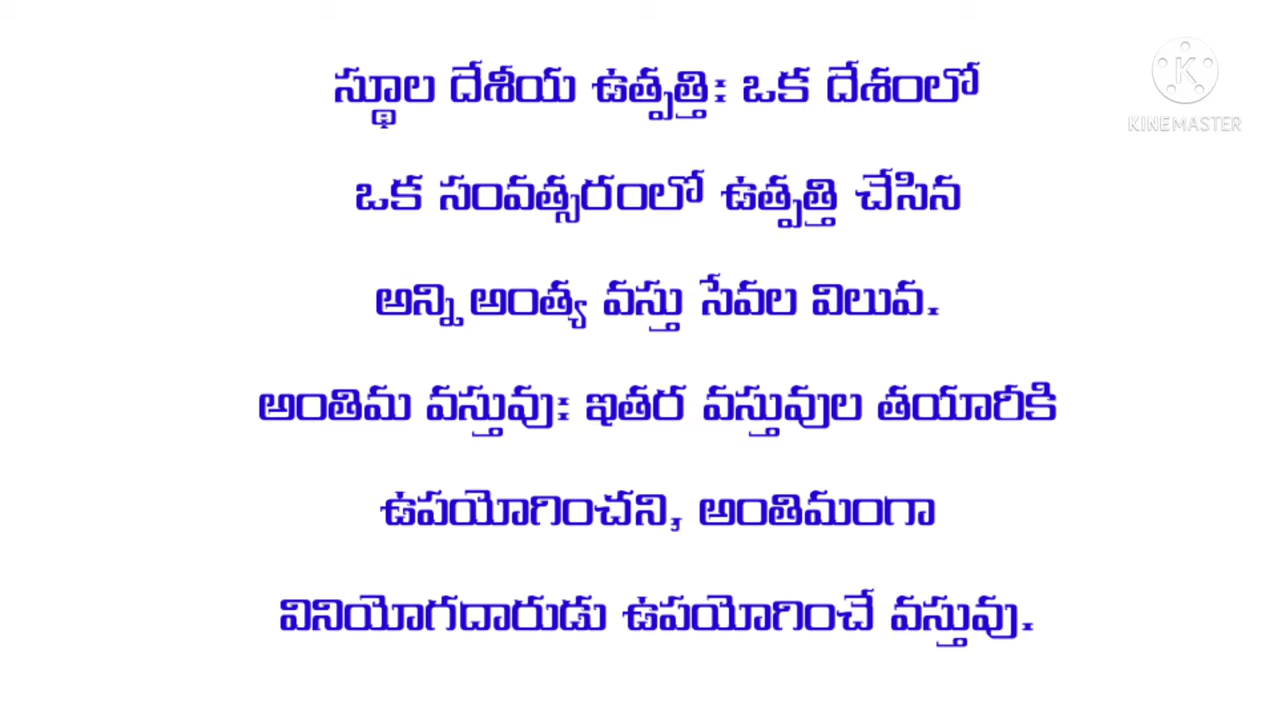 స్థూల దేశీయ ఉత్పత్తి: ఒక దేశంలో
ఒక సంవత్సరంలో ఉత్పత్తి చేసిన
అన్ని అంత్య వస్తు సేవల విలువ.
అంతిమ వస్తువు: ఇతర వస్తువుల తయారీకి
ఉపయోగించని, అంతిమంగా
వినియోగదారుడు ఉపయోగించే వస్తువు.
K
KINEMASTER